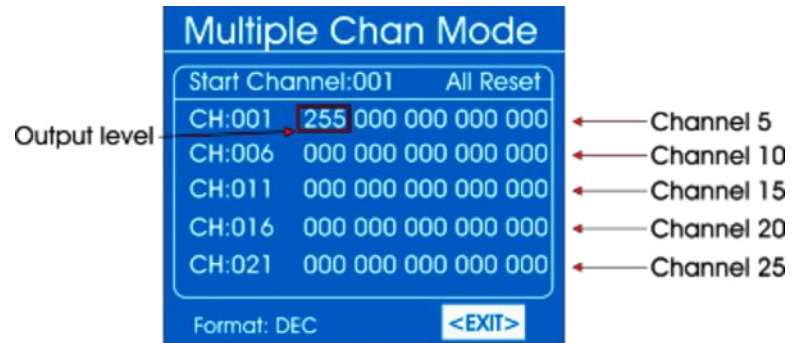 Multiple Chan Mode
Start Channel:001 All Reset
CH:001 255 000 000 000 000 Channel 5
Output level
CH:006 000 000 000 000 000 Channel 10
CH:011 000 000 000 000 000 Channel 15
CH:016 000 000 000 000 000 Channel 20
CH:021 000 000 000 000 000 Channel 25
Format: DEC <EXIT>